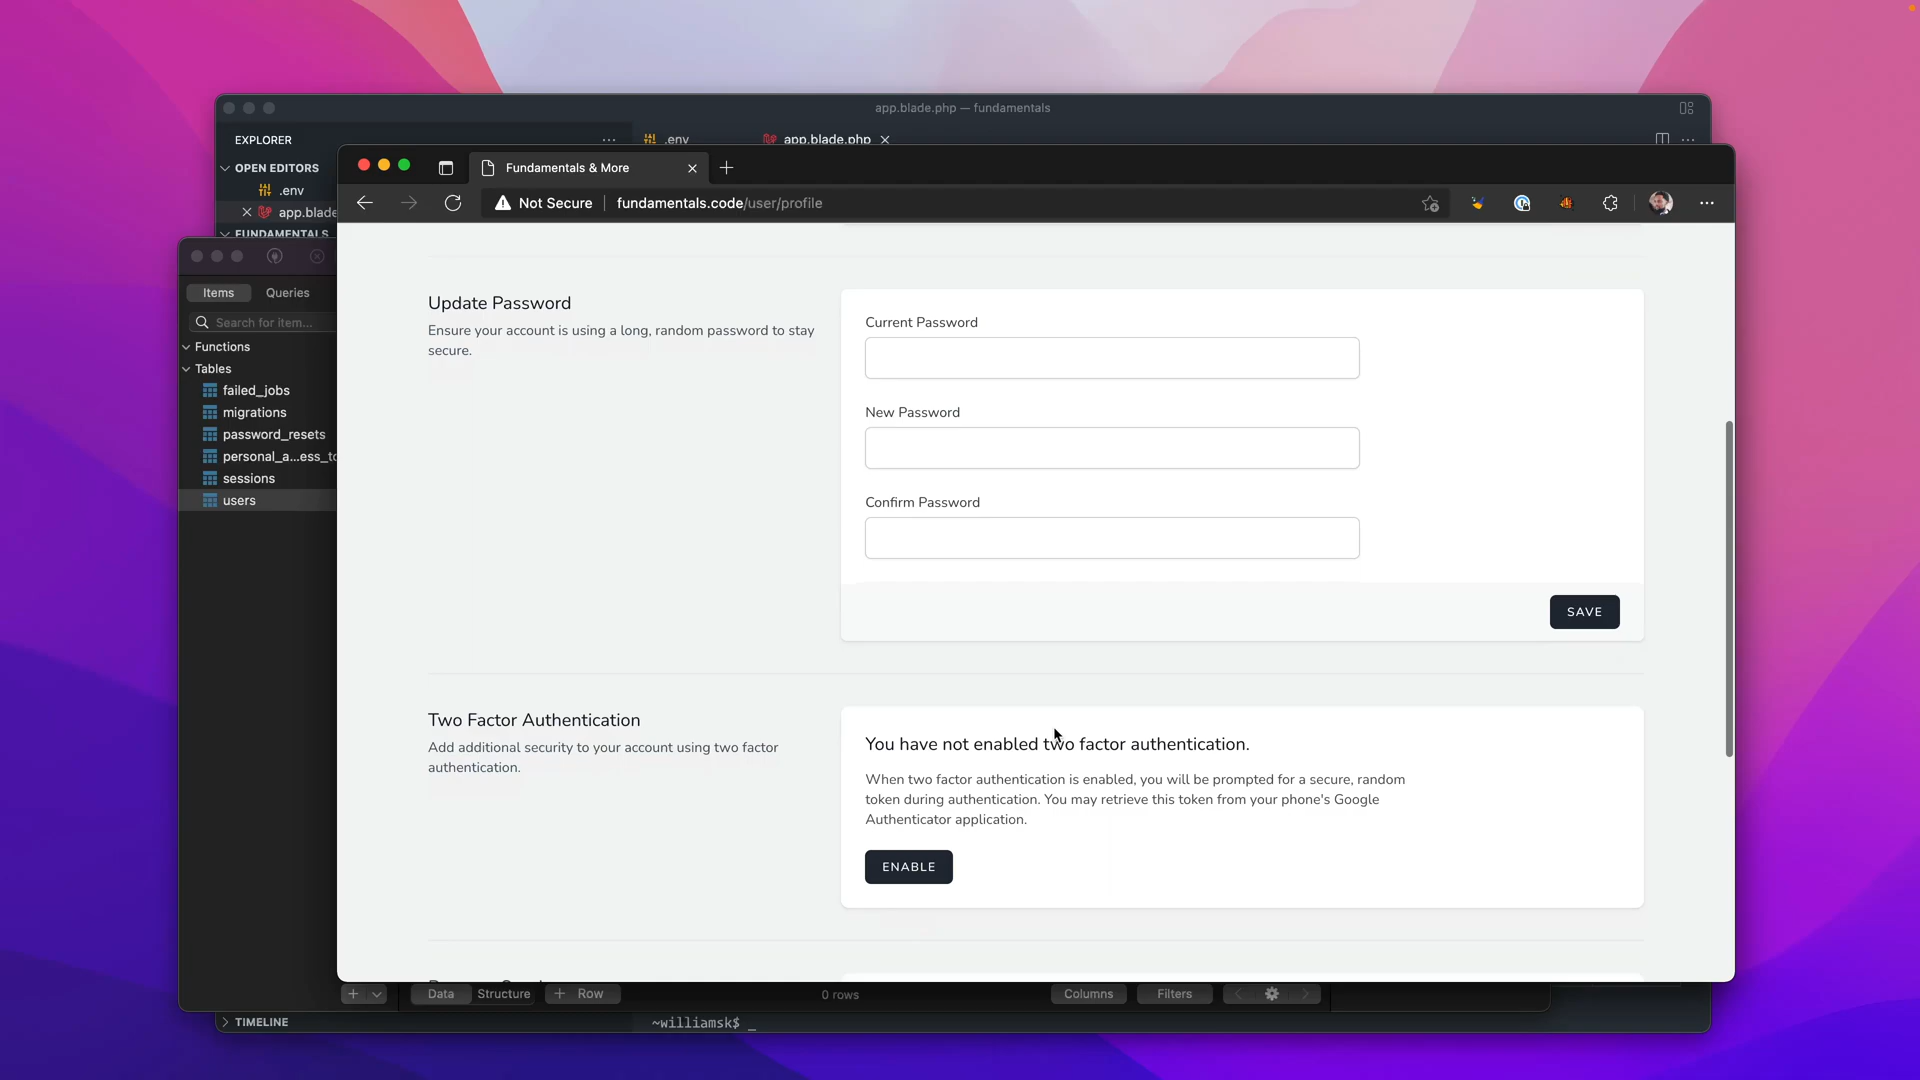 app.blade.php — fundamentals
EXPLORER
.env
app.blade.php
OPEN EDITORS
.env
app.blade
FUNDAMENTALS
Fundamentals & More
Not Secure
fundamentals.code/user/profile
Items
Queries
Search for item...
Functions
Tables
failed_jobs
migrations
password_resets
personal_a...ess_to
sessions
users
Update Password
Ensure your account is using a long, random password to stay
secure.
Current Password
New Password
Confirm Password
SAVE
Two Factor Authentication
Add additional security to your account using two factor
authentication.
You have not enabled two factor authentication.
When two factor authentication is enabled, you will be prompted for a secure, random
token during authentication. You may retrieve this token from your phone's Google
Authenticator application.
ENABLE
Data
Structure
Row
0 rows
Columns
Filters
TIMELINE
~williamsk$ _